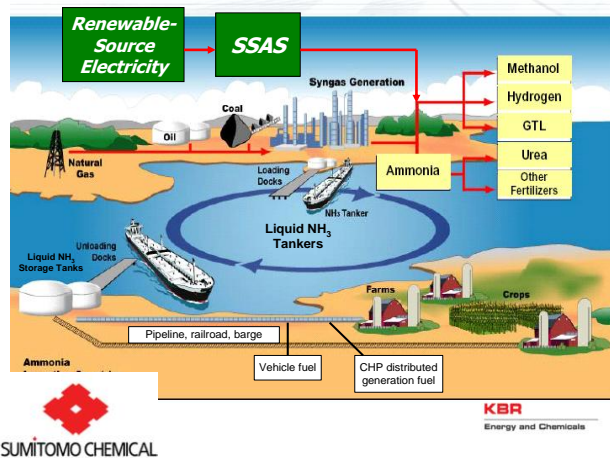 Renewable-
Source
Electricity
SSAS
Syngas Generation
Coal
Oil
Natural
Gas
Methanol
Hydrogen
GTL
Urea
Other
Fertilizers
Ammonia
Loading
Docks
NH3 Tanker
Liquid NH3
Tankers
Unloading
Docks
Liquid NH3
Storage Tanks
Farms
Crops
Pipeline, railroad, barge
Vehicle fuel
CHP distributed
generation fuel
Ammonia
SUMİTOMO CHEMICAL
KBR
Energy and Chemicals